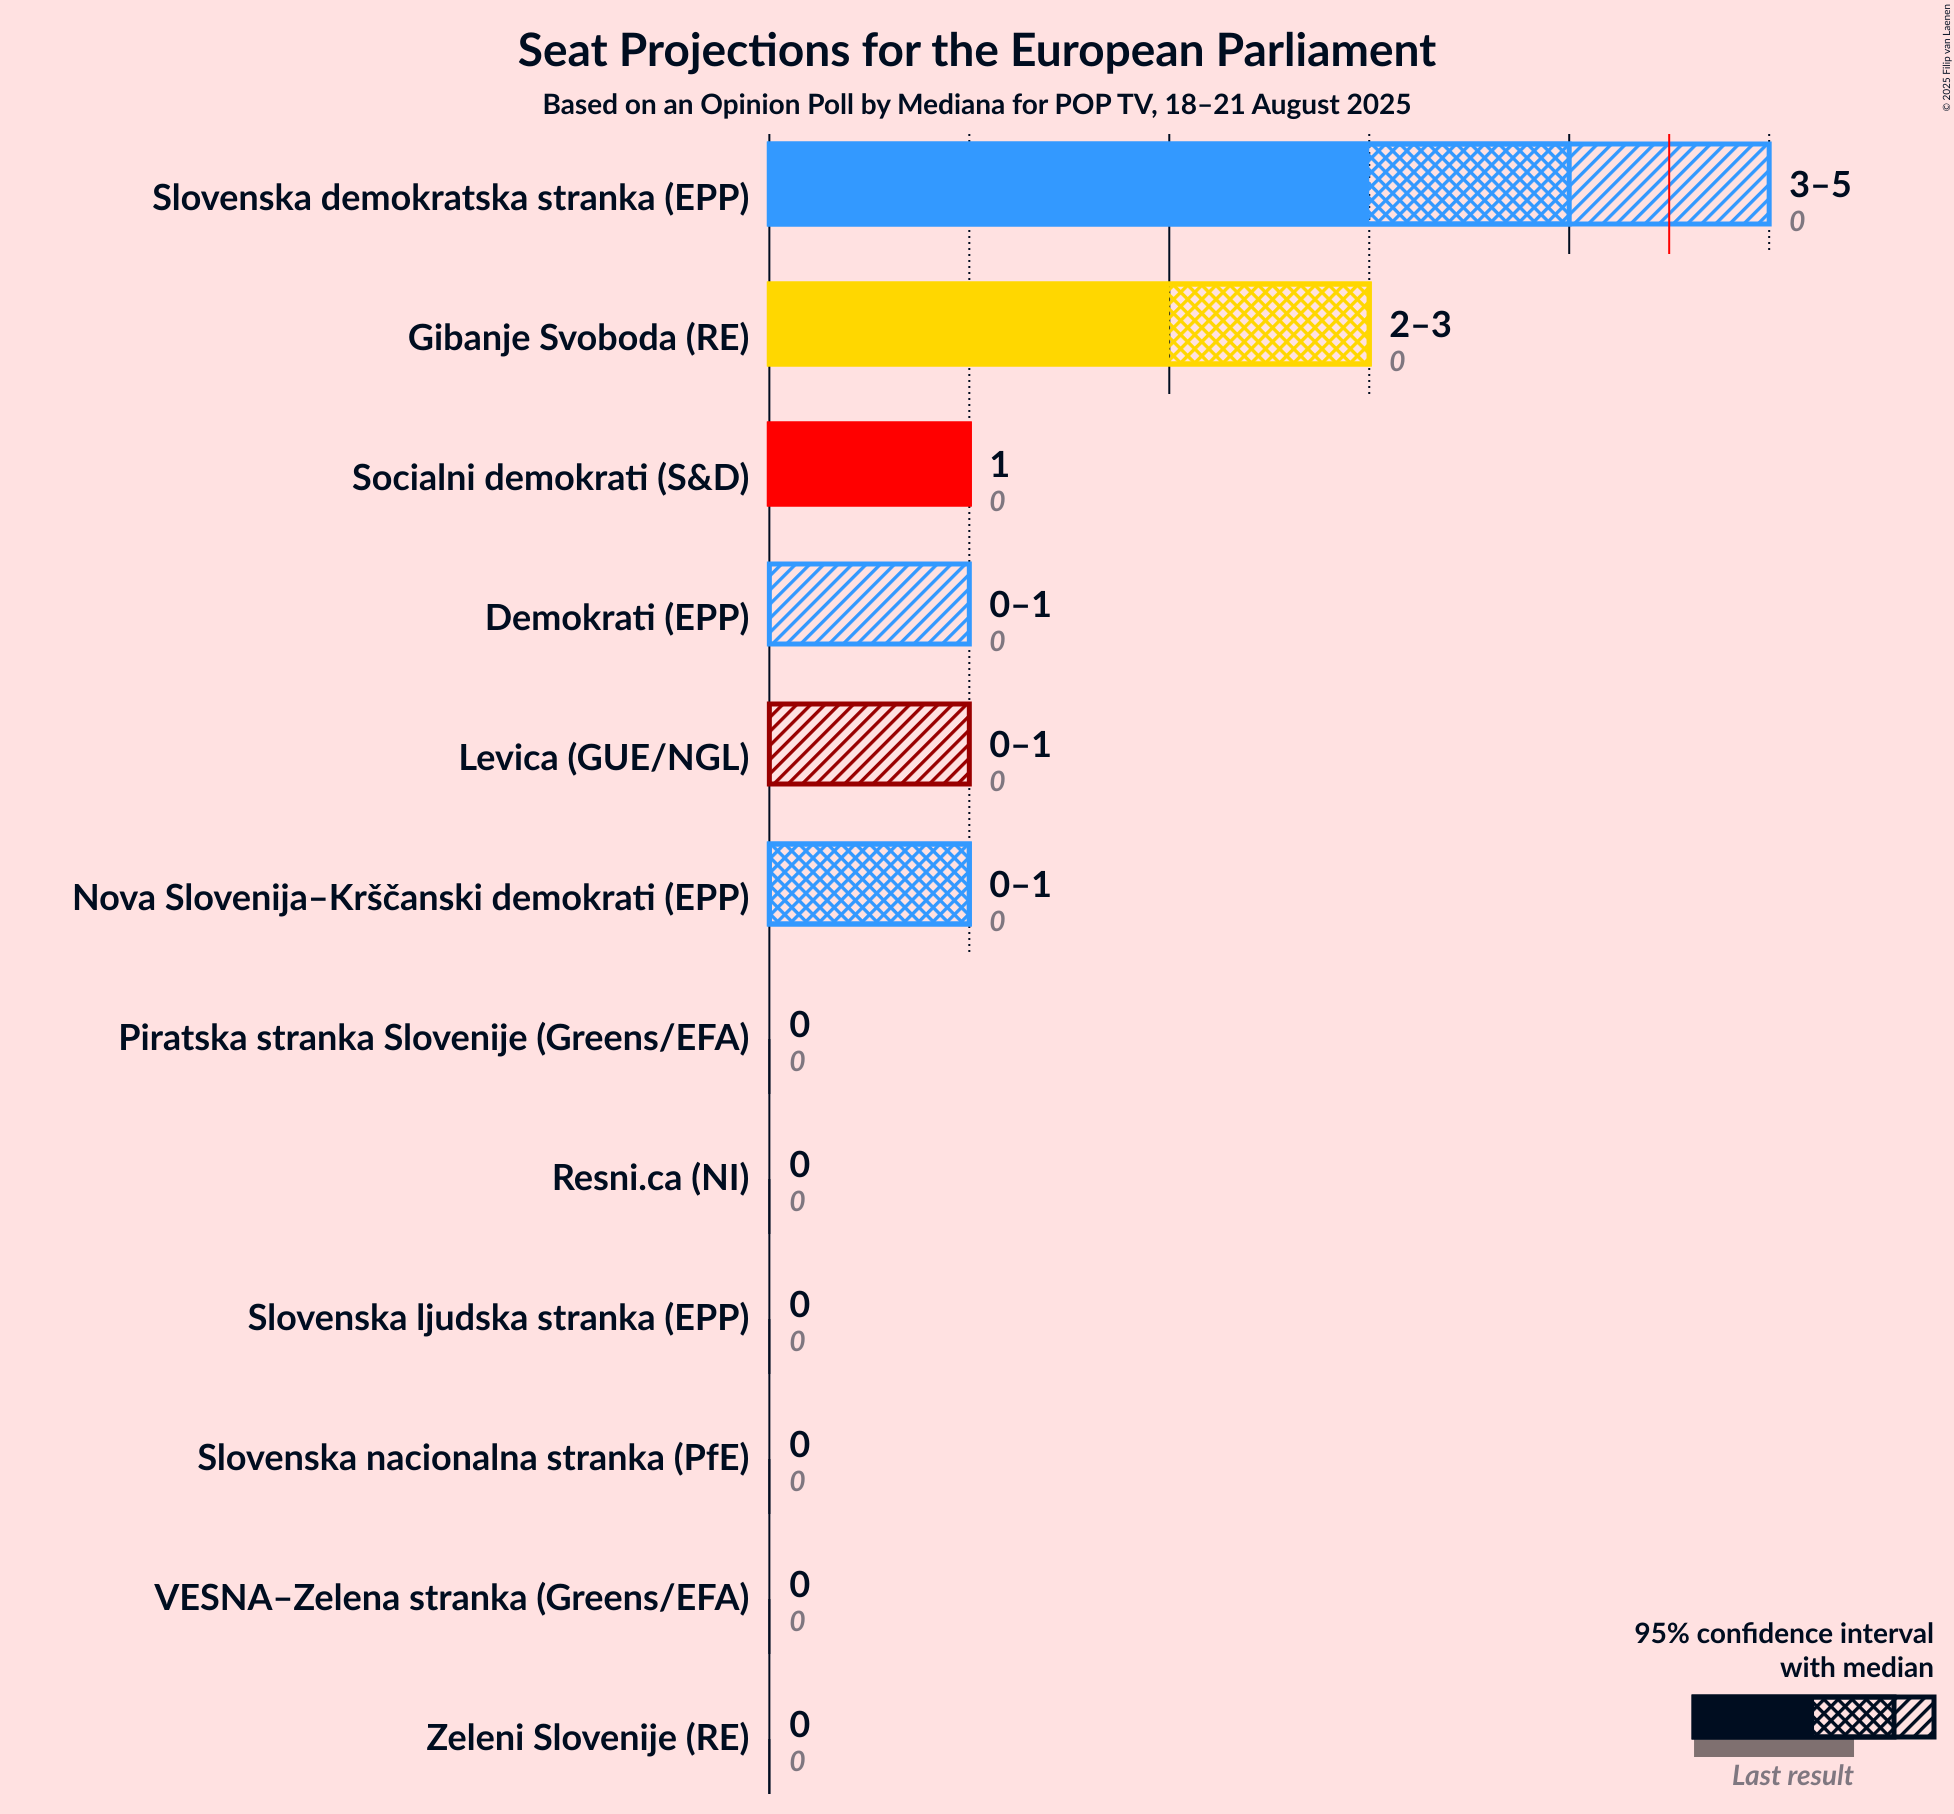 Seat Projections for the European Parliament
Based on an Opinion Poll by Mediana for POP TV, 18–21 August 2025
© 2025 Filip van Laenen
Slovenska demokratska stranka (EPP)
3–5
0
Gibanje Svoboda (RE)
2–3
0
Socialni demokrati (S&D)
1
0
Demokrati (EPP)
0–1
0
Levica (GUE/NGL)
0–1
0
Nova Slovenija–Krščanski demokrati (EPP)
0–1
0
Piratska stranka Slovenije (Greens/EFA)
0
0
Resni.ca (NI)
0
0
Slovenska ljudska stranka (EPP)
0
0
Slovenska nacionalna stranka (PfE)
0
0
VESNA–Zelena stranka (Greens/EFA)
0
0
Zeleni Slovenije (RE)
0
0
95% confidence interval
with median
Last result